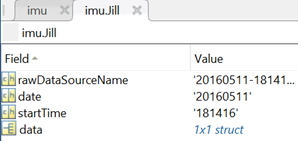 imu imu.Jill
imu.Jill
Field Value
rawDataSourceName '20160511-18141...
date '20160511'
startTime '181416'
data 1x1 struct